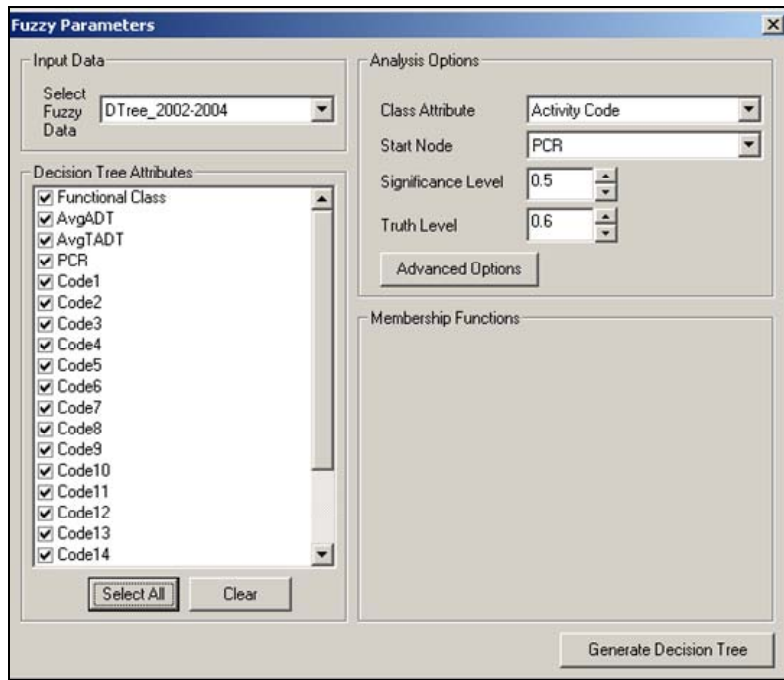 Fuzzy Parameters
Input Data
Select
Fuzzy
Data
DTree_2002-2004
Decision Tree Attributes
Functional Class
AvgADT
AvgTADT
PCR
Code1
Code2
Code3
Code4
Code5
Code6
Code7
Code8
Code9
Code10
Code11
Code12
Code13
Code14
Select All
Clear
Analysis Options
Class Attribute
Activity Code
Start Node
PCR
Significance Level
0.5
Truth Level
0.6
Advanced Options
Membership Functions
Generate Decision Tree